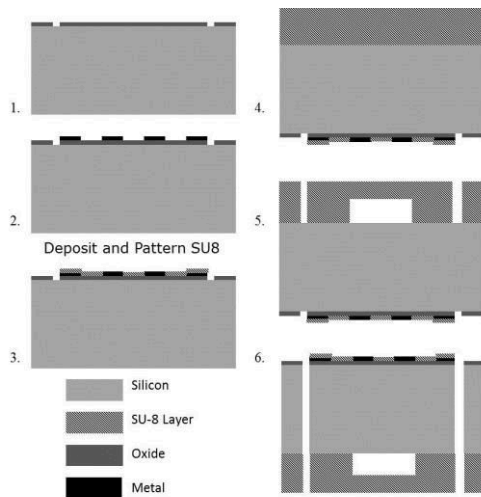 1.
2.
Deposit and Pattern SU8
3.
Silicon
SU-8 Layer
Oxide
Metal
4.
5.
6.